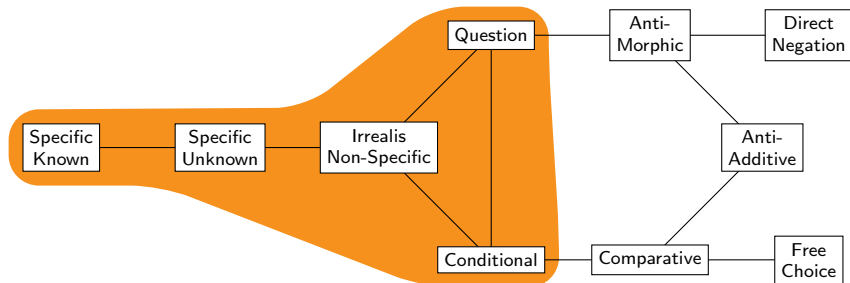 Question
Anti-
Morphic
Direct
Negation
Specific
Known
Specific
Unknown
Irrealis
Non-Specific
Anti-
Additive
Conditional
Comparative
Free
Choice